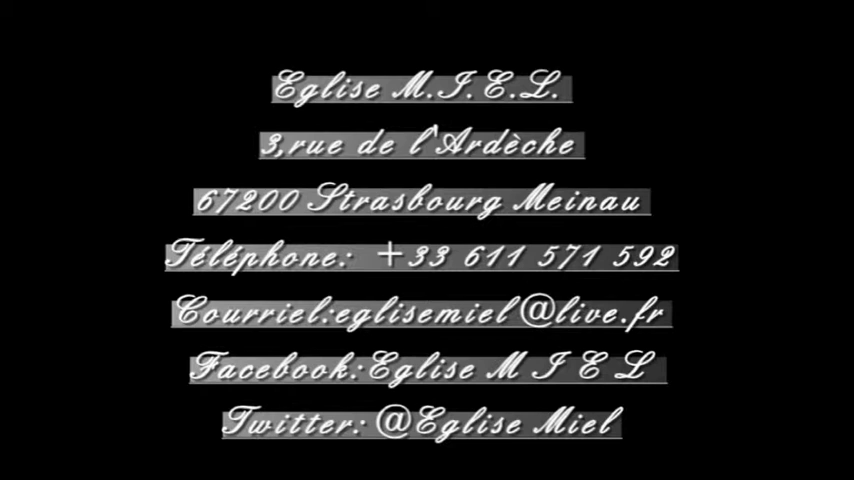 Eglise M.I.E.L.
3,rue de l'Ardèche
67200 Strasbourg Meinau
Téléphone: +33 611 571 592
Courriel:eglisemiel@live.fr
Facebook:Eglise M I E L
Twitter: @Eglise Miel